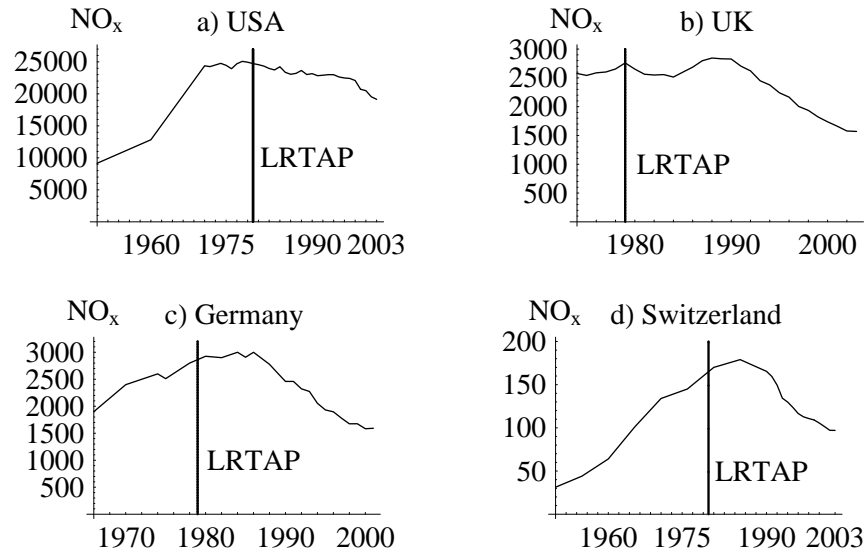 NOx a) USA
25000
20000
15000
10000
5000
LRTAP
1960 1975 1990 2003
NOx b) UK
3000
2500
2000
1500
1000
500
LRTAP
1980 1990 2000
NOx c) Germany
3000
2500
2000
1500
1000
500
LRTAP
1970 1980 1990 2000
NOx d) Switzerland
200
150
100
50
LRTAP
1960 1975 1990 2003